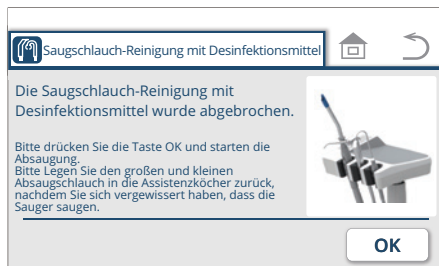 Saugschlauch-Reinigung mit Desinfektionsmittel
Die Saugschlauch-Reinigung mit
Desinfektionsmittel wurde abgebrochen.
Bitte drücken Sie die Taste OK und starten die
Absaugung.
Bitte Legen Sie den großen und kleinen
Absaugschlauch in die Assistenzköcher zurück,
nachdem Sie sich vergewissert haben, dass die
Sauger saugen.
OK